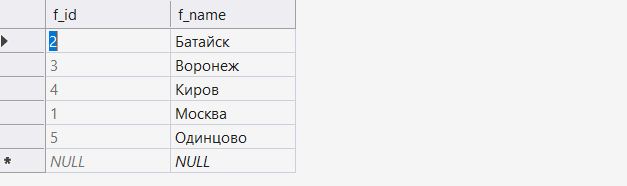 f_id f_name
2 Батайск
3 Воронеж
4 Киров
1 Москва
5 Одинцово
* NULL NULL